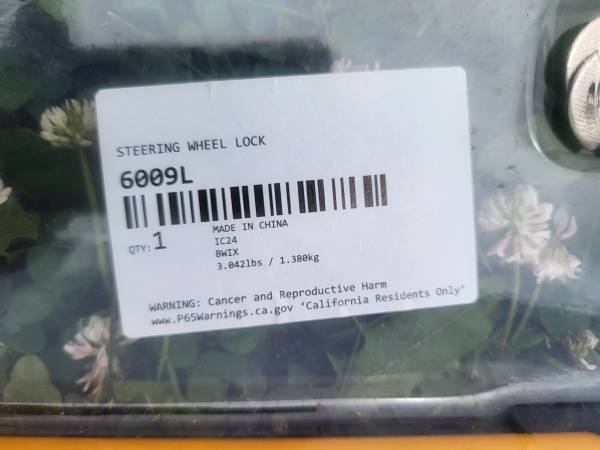 STEERING WHEEL LOCK
6009L
QTY: 1
MADE IN CHINA
IC24
BWIX
3.042lbs / 1.380kg
WARNING: Cancer and Reproductive Harm
www.P65Warnings.ca.gov ‘California Residents Only’